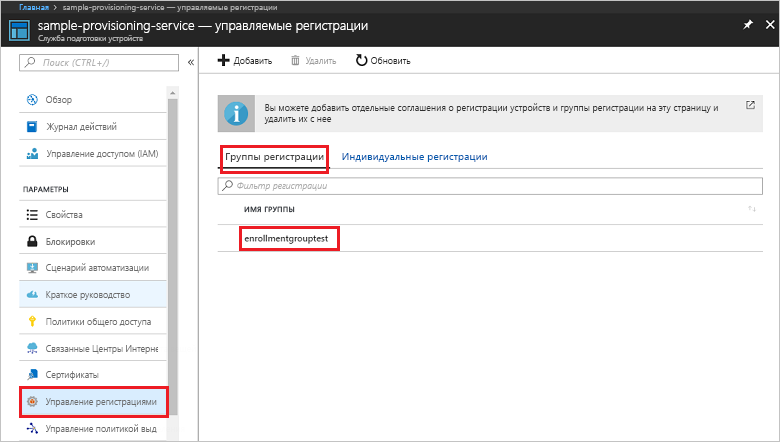 Главная > sample-provisioning-service — управляемые регистрации
sample-provisioning-service — управляемые регистрации
Служба подготовки устройств
Поиск (CTRL+/)
Обзор
Журнал действий
Управление доступом (IAM)
ПАРАМЕТРЫ
Свойства
Блокировки
Сценарий автоматизации
Краткое руководство
Политики общего доступа
Связанные Центры Интерне
Сертификаты
Управление регистрациями
Управление политикой выд
Добавить
Удалить
Обновить
Вы можете добавить отдельные соглашения о регистрации устройств и группы регистрации на эту страницу и
удалить их с нее
Группы регистрации
Индивидуальные регистрации
Фильтр регистрации
ИМЯ ГРУППЫ
enrollmentgrouptest